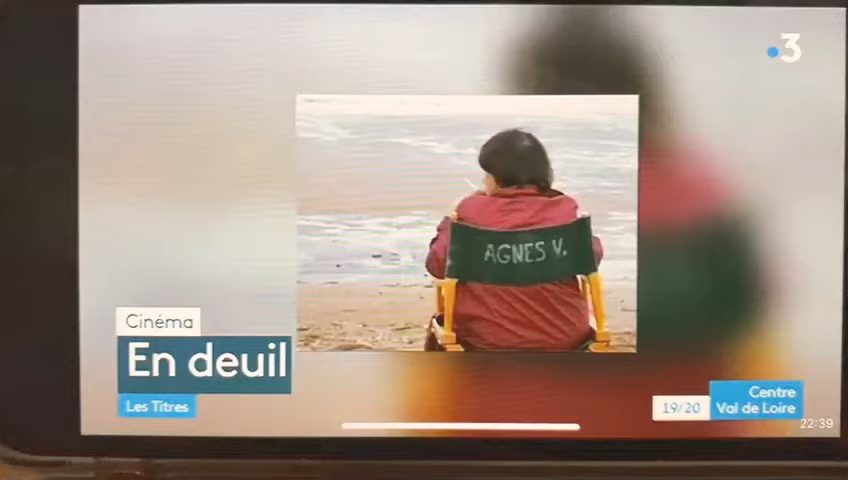 3
AGNES V.
Cinéma
En deuil
Les Titres
19/20
Centre
Val de Loire
22:39